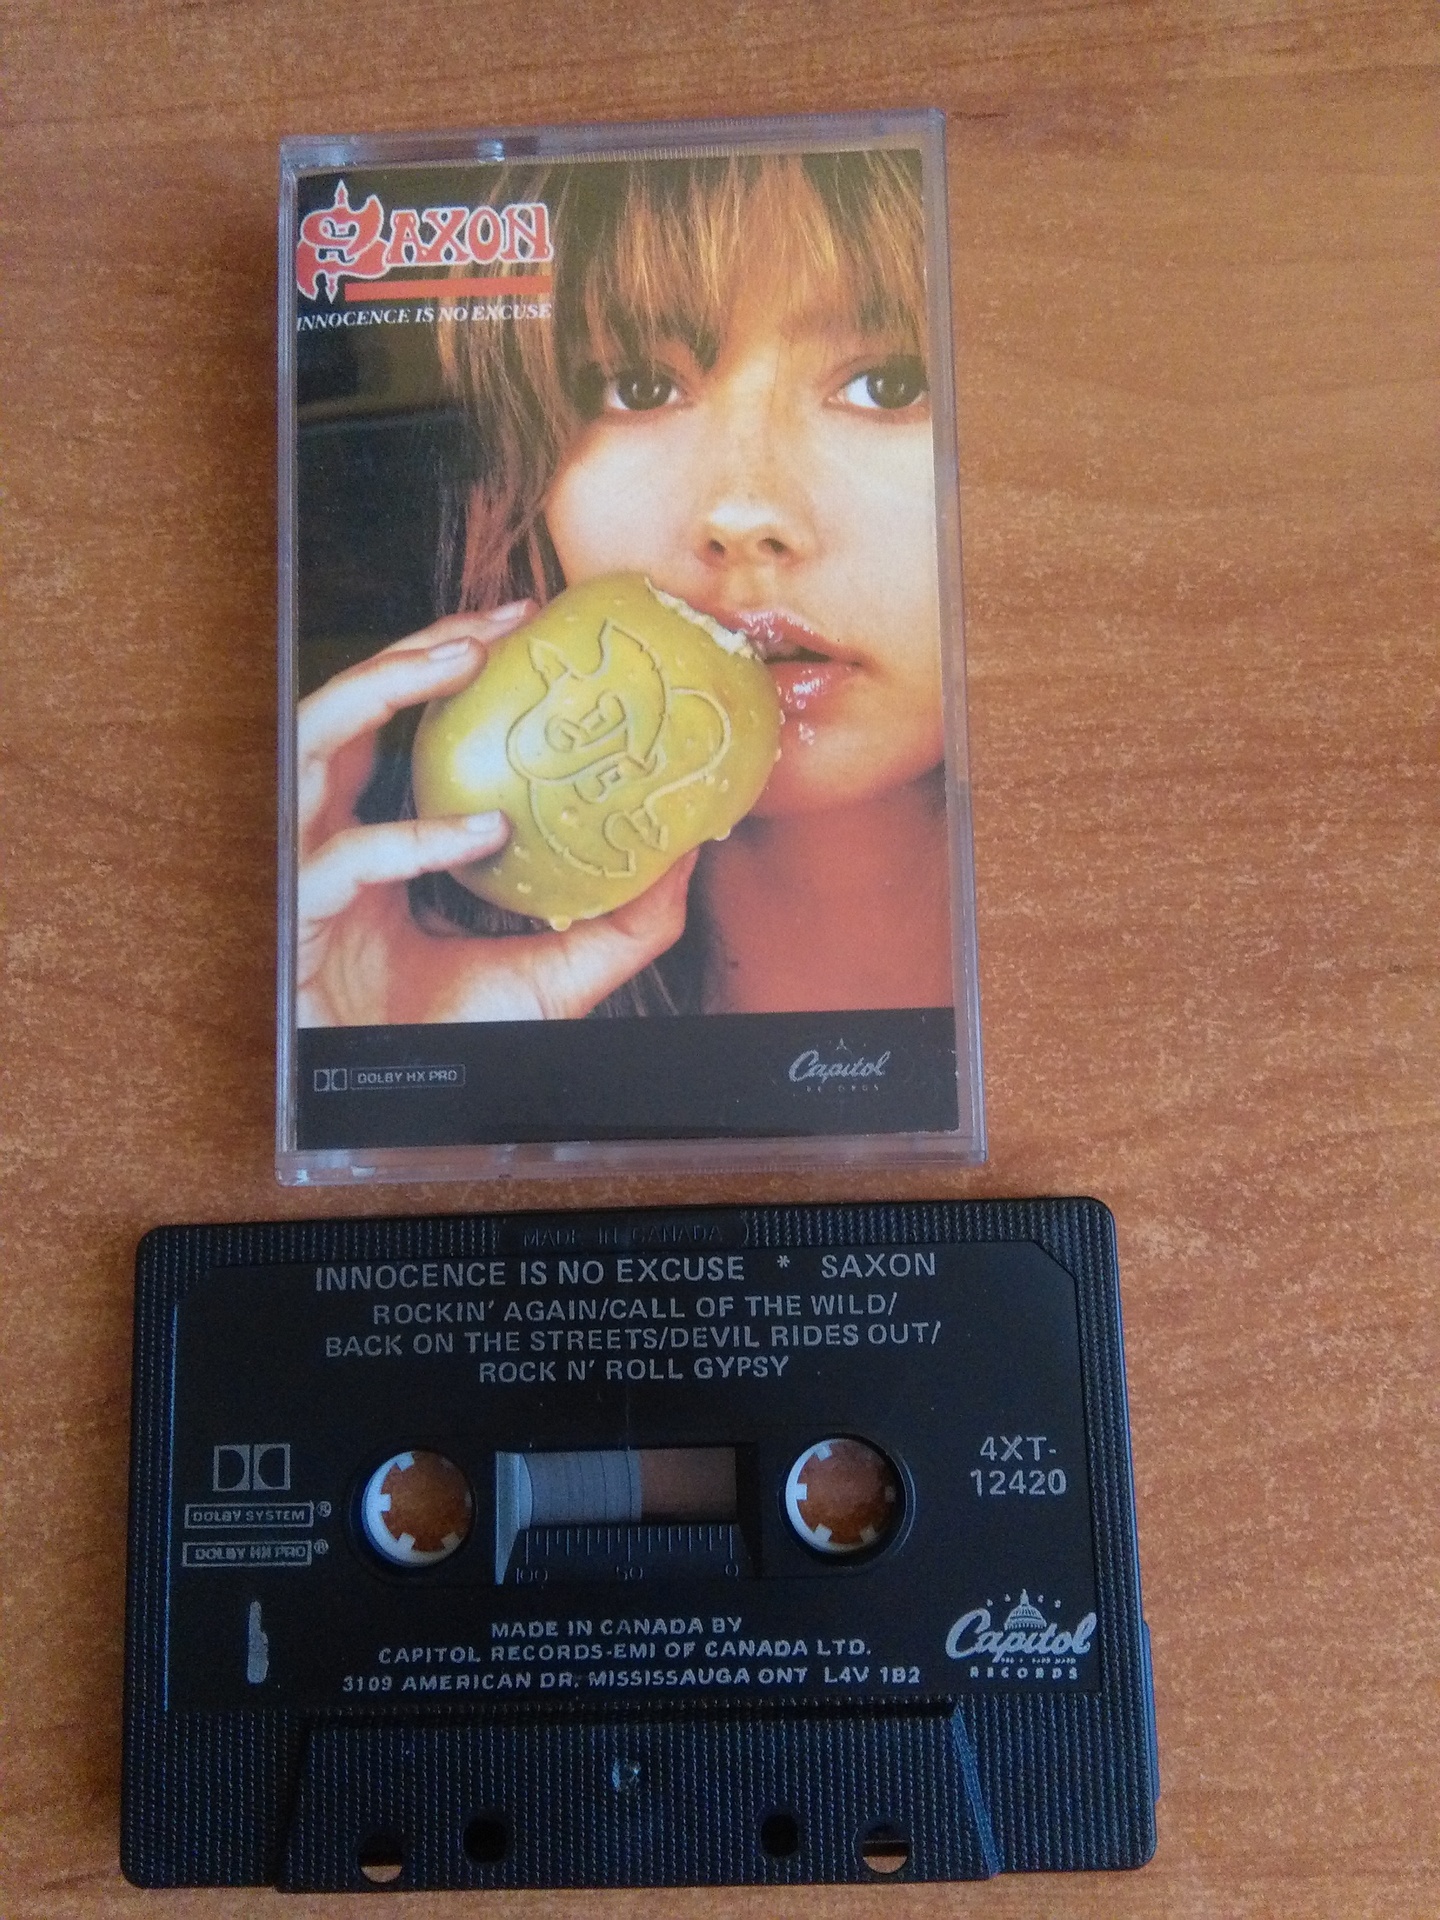 SAXON
INNOCENCE IS NO EXCUSE
DOLBY HX PRO
Capitol
RECORDS
MADE IN CANADA
INNOCENCE IS NO EXCUSE * SAXON
ROCKIN' AGAIN/CALL OF THE WILD/
BACK ON THE STREETS/DEVIL RIDES OUT/
ROCK N' ROLL GYPSY
4XT-
12420
DOLBY SYSTEM®
DOLBY HX PRO®
100 50 0
1
MADE IN CANADA BY
CAPITOL RECORDS-EMI OF CANADA LTD.
3109 AMERICAN DR. MISSISSAUGA ONT L4V 1B2
Capitol
RECORDS